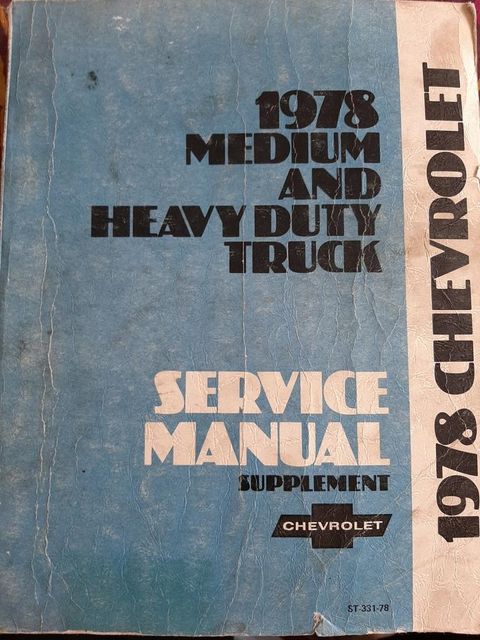 1978
MEDIUM
AND
HEAVY DUTY
TRUCK
SERVICE
MANUAL
SUPPLEMENT
CHEVROLET
ST-331-78
1978 CHEVROLET